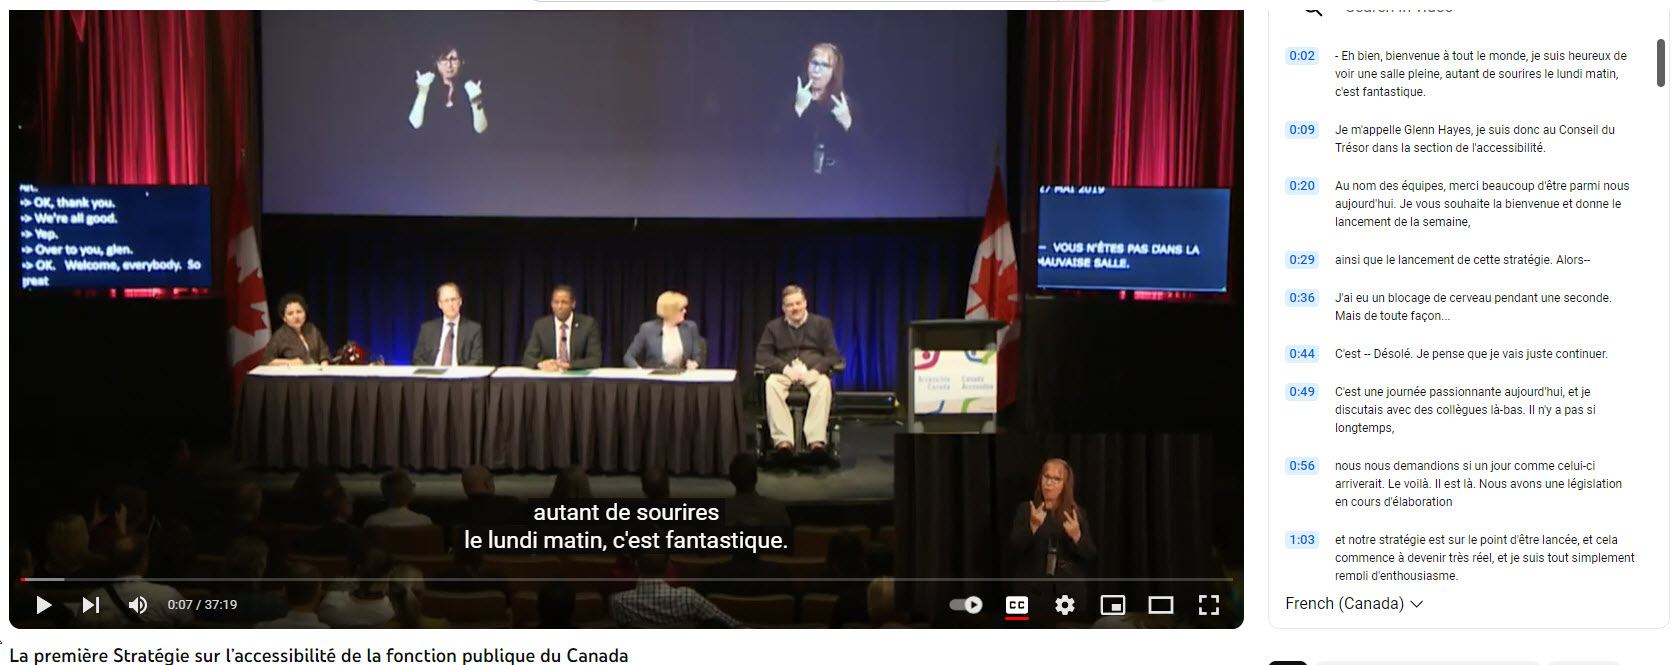 >> OK, thank you.
>> We're all good.
>> Yep.
>> Over to you, glen.
>> OK.  Welcome, everybody.  So
great
27 MAI 2019
— VOUS N'ÊTES PAS DANS LA
MAUVAISE SALLE.
Accessible
Canada
Canada
Accessible
autant de sourires
le lundi matin, c'est fantastique.
0:07 / 37:19
CC
La première Stratégie sur l'accessibilité de la fonction publique du Canada
Search in video
0:02
- Eh bien, bienvenue à tout le monde, je suis heureux de
voir une salle pleine, autant de sourires le lundi matin,
c'est fantastique.
0:09
Je m'appelle Glenn Hayes, je suis donc au Conseil du
Trésor dans la section de l'accessibilité.
0:20
Au nom des équipes, merci beaucoup d'être parmi nous
aujourd'hui. Je vous souhaite la bienvenue et donne le
lancement de la semaine,
0:29
ainsi que le lancement de cette stratégie. Alors--
0:36
J'ai eu un blocage de cerveau pendant une seconde.
Mais de toute façon...
0:44
C'est -- Désolé. Je pense que je vais juste continuer.
0:49
C'est une journée passionnante aujourd'hui, et je
discutais avec des collègues là-bas. Il n'y a pas si
longtemps,
0:56
nous nous demandions si un jour comme celui-ci
arriverait. Le voilà. Il est là. Nous avons une législation
en cours d'élaboration
1:03
et notre stratégie est sur le point d'être lancée, et cela
commence à devenir très réel, et je suis tout simplement
rempli d'enthousiasme.
French (Canada)